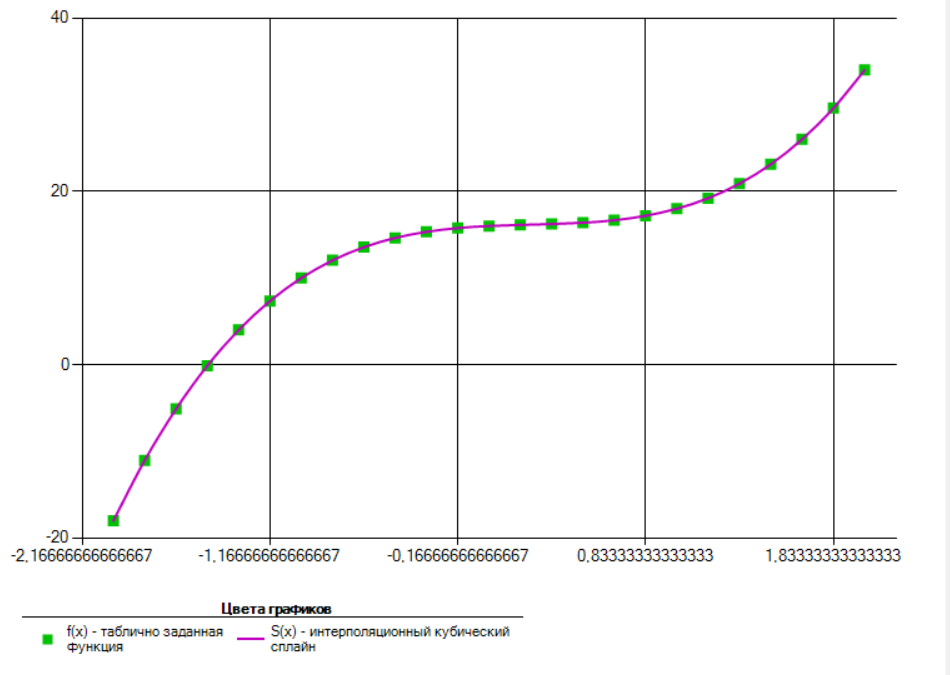 40
20
0
-20
-2,16666666666667 -1,16666666666667 -0,16666666666667 0,83333333333333 1,83333333333333
Цвета графиков
f(x) - таблично заданная функция
S(x) - интерполяционный кубический сплайн